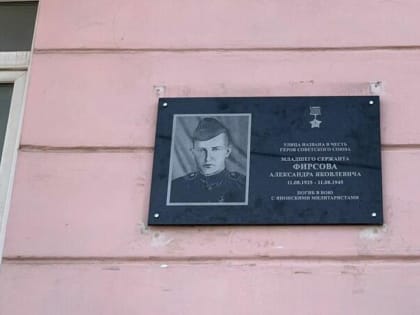 УЛИЦА НАЗВАНА В ЧЕСТЬ
ГЕРОЯ СОВЕТСКОГО СОЮЗА
МЛАДШЕГО СЕРЖАНТА
ФИРСОВА
АЛЕКСАНДРА ЯКОВЛЕВИЧА
11.08.1925 - 11.08.1945
ПОГИБ В БОЮ
С ЯПОНСКИМИ МИЛИТАРИСТАМИ